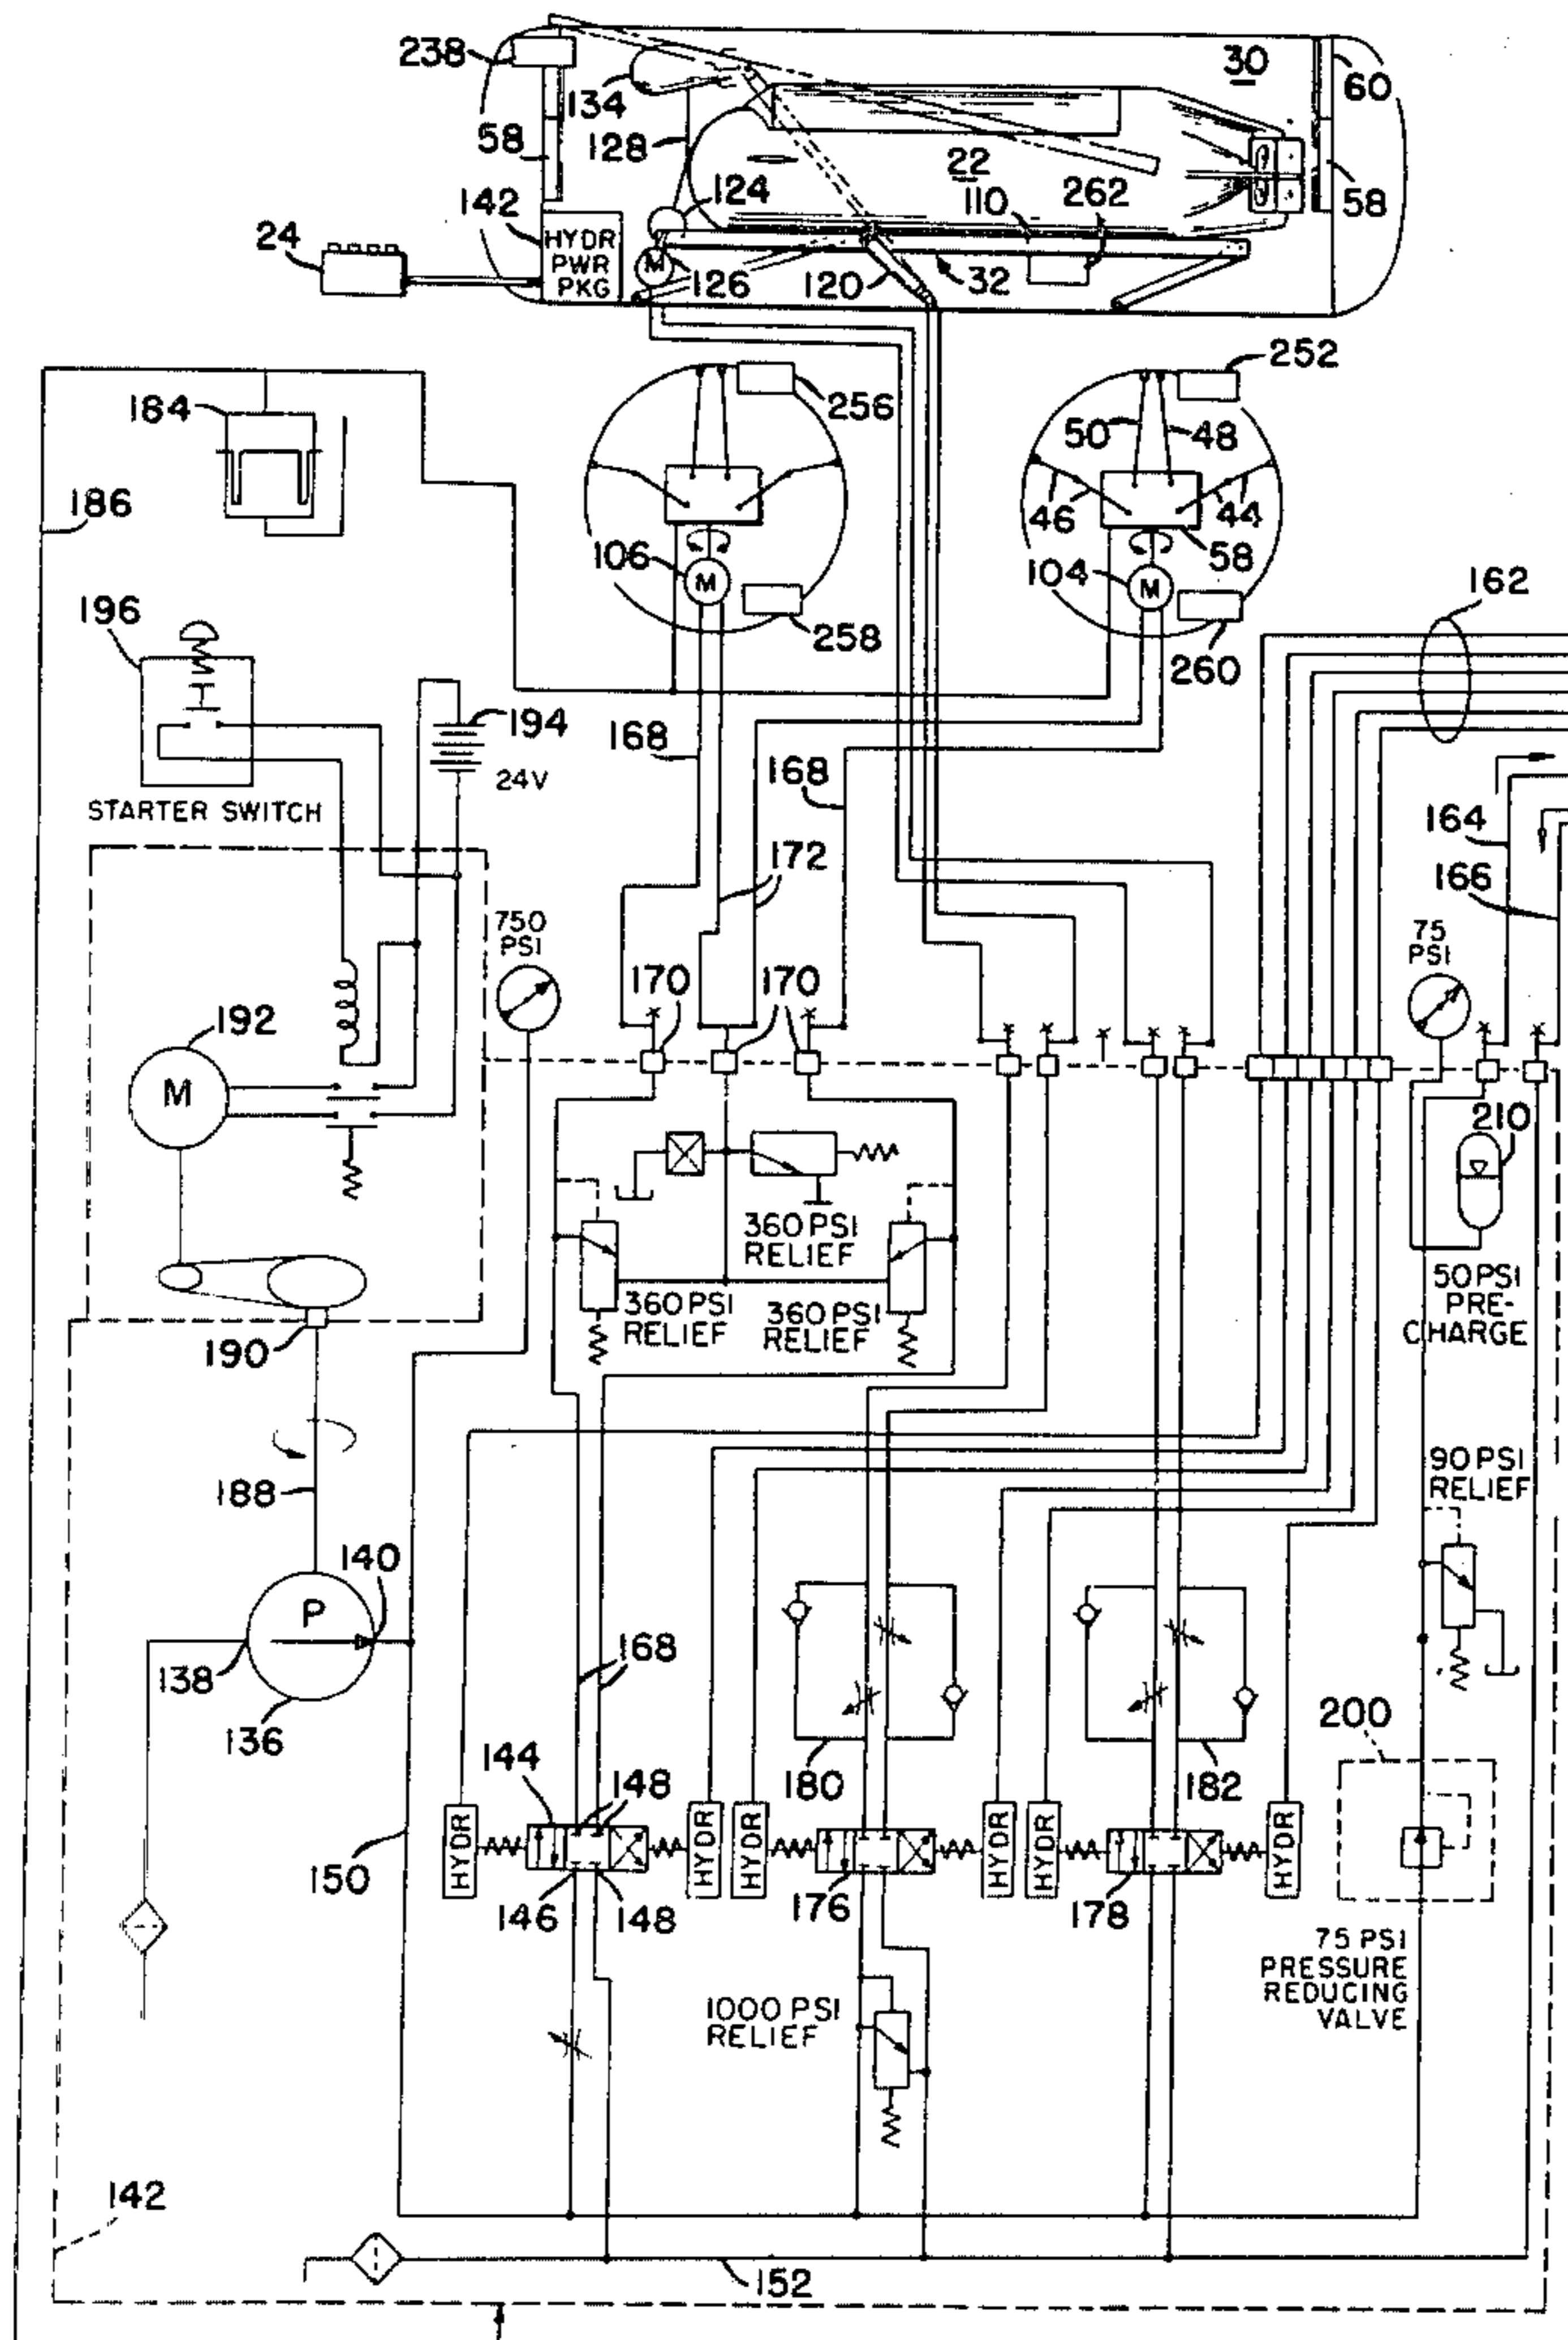 238
134
30
60
58
128
22
58
124
110
262
142
24
HYDR
PWR
PKG
M
126
120
32
252
184
256
50
48
186
46
44
106
M
58
104
M
162
196
258
260
194
168
24V
168
STARTER SWITCH
164
172
166
750
PSI
75
PSI
170
170
192
M
210
360 PSI
RELIEF
50 PSI
PRE-
CHARGE
360 PSI
RELIEF
360 PSI
RELIEF
190
90 PSI
RELIEF
188
140
P
138
168
136
200
144
148
180
182
HYDR
HYDR
HYDR
HYDR
HYDR
HYDR
150
146
148
176
178
75 PSI
PRESSURE
REDUCING
VALVE
1000 PSI
RELIEF
142
152